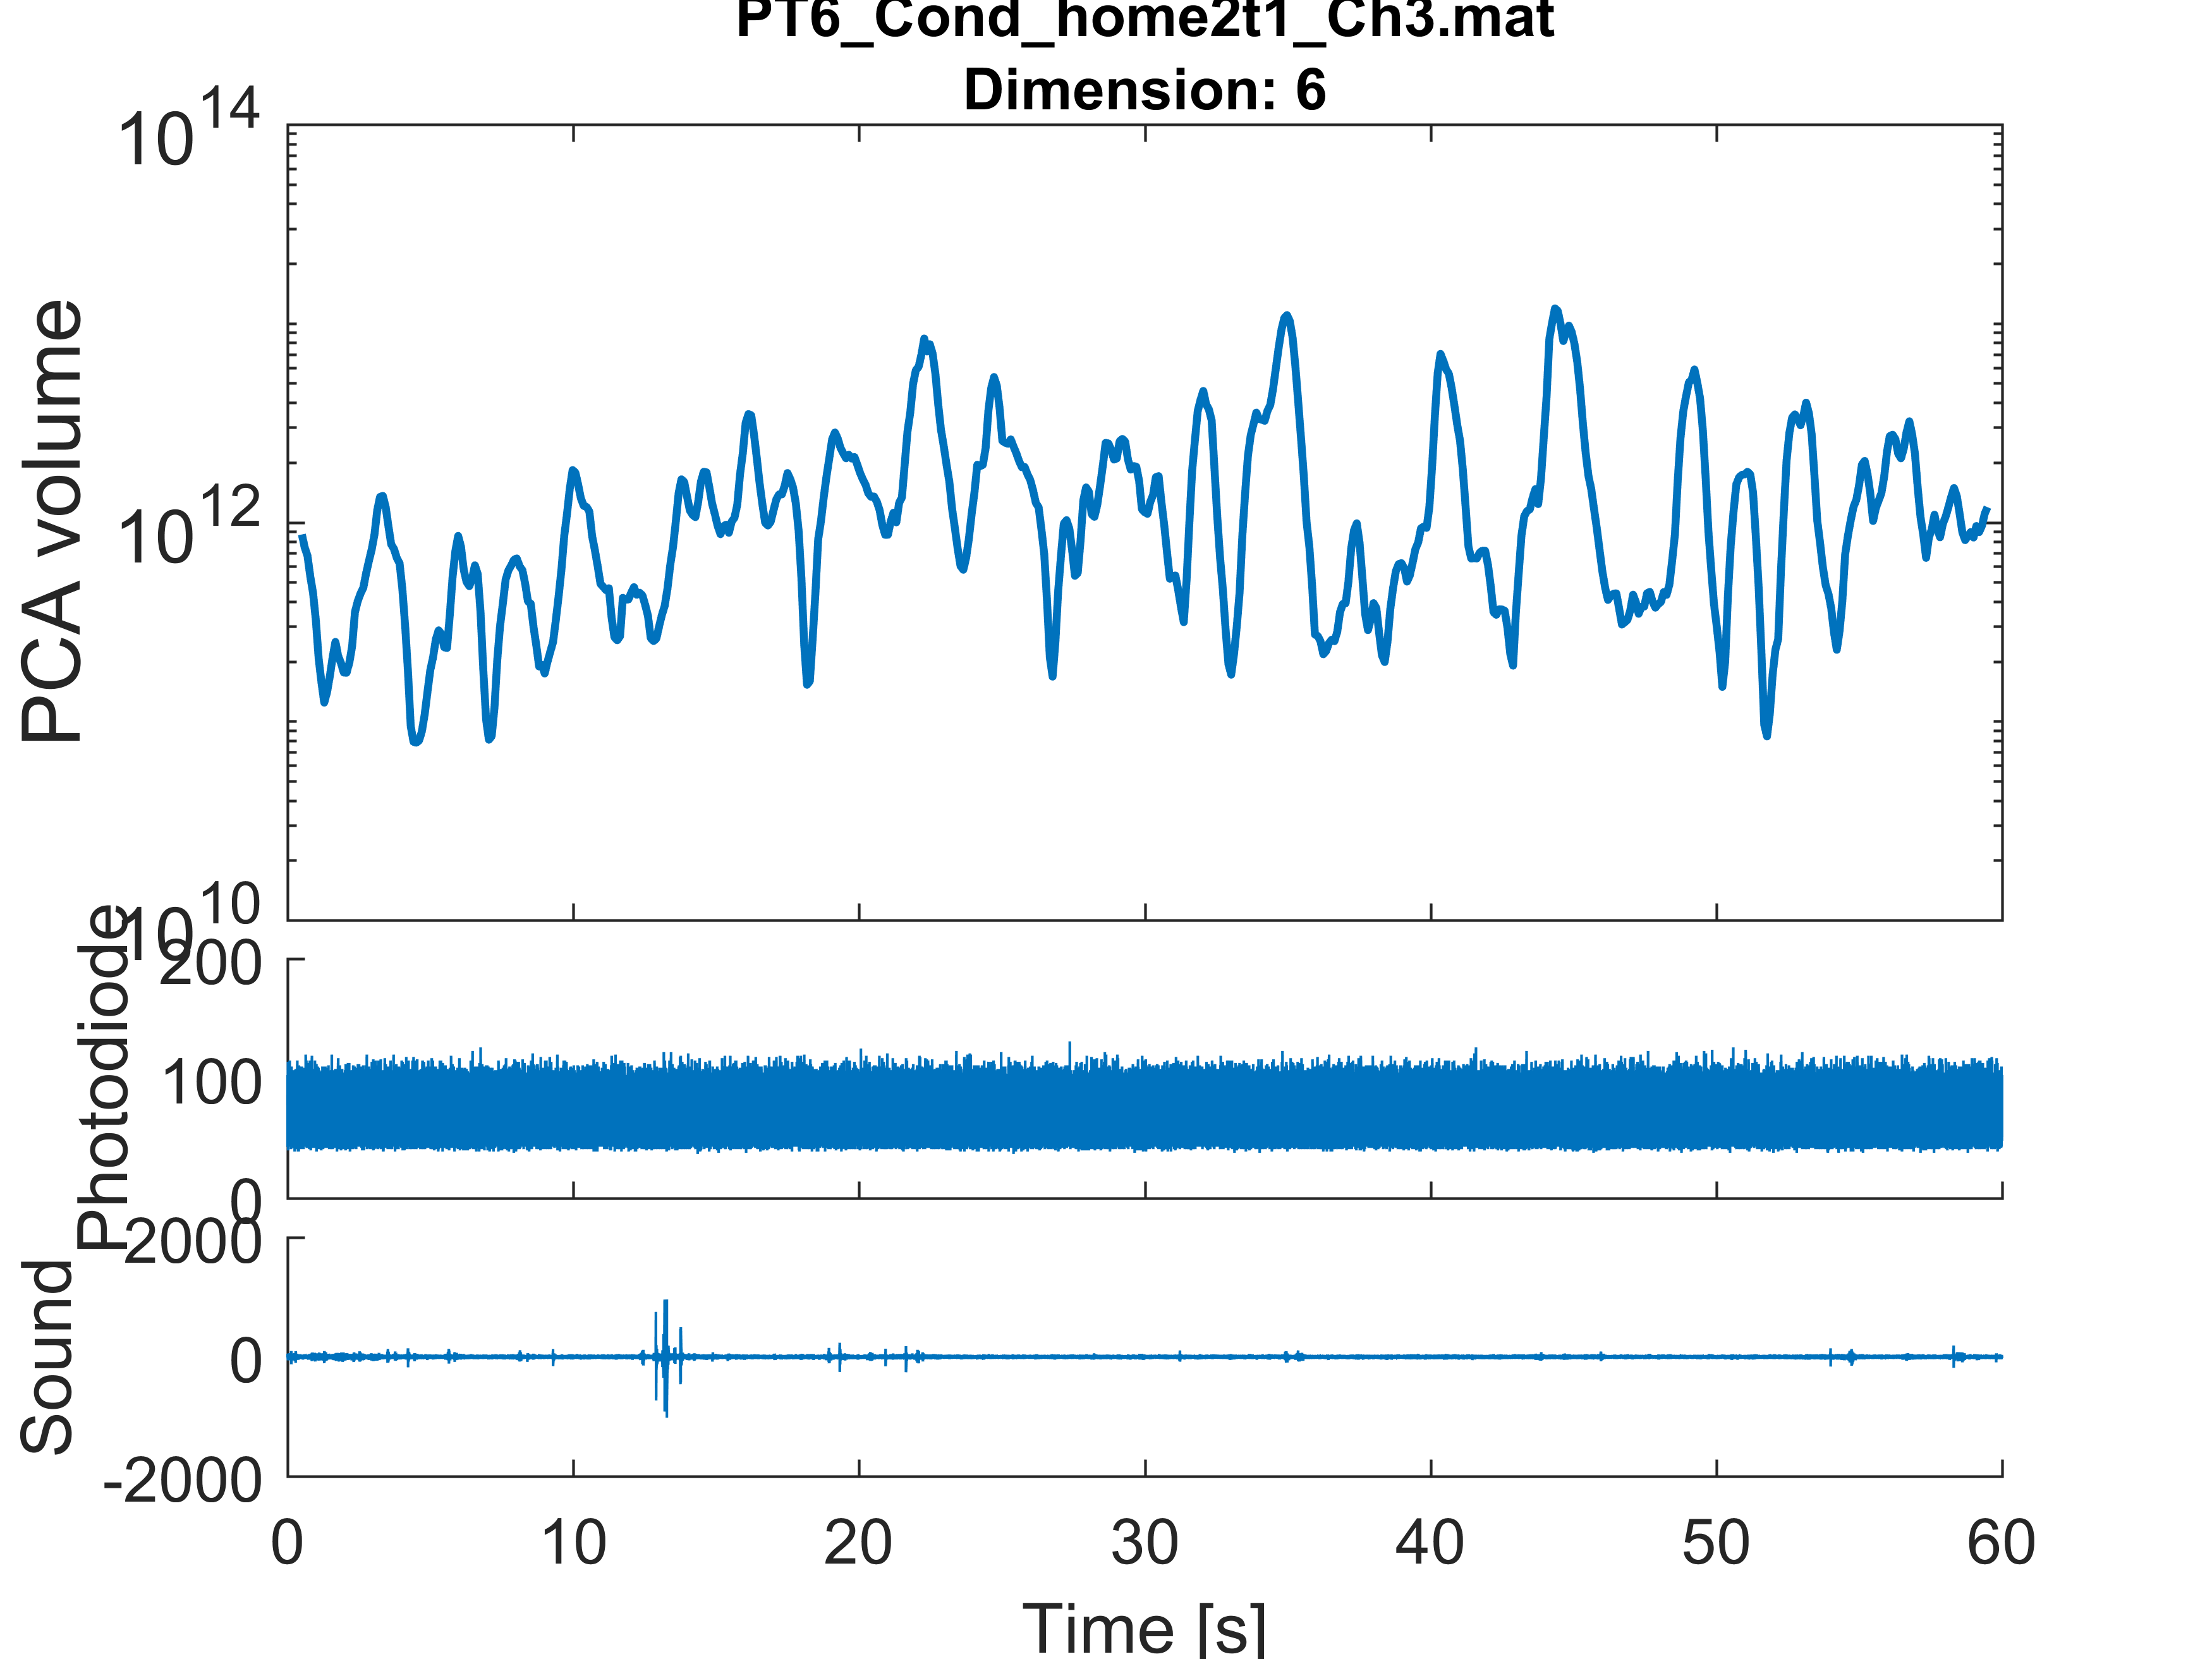 PT6_Cond_home2t1_Ch3.mat
Dimension: 6
PCA volume
10^14
10^12
10^10
Photodiode
200
100
0
Sound
2000
0
-2000
0 10 20 30 40 50 60
Time [s]